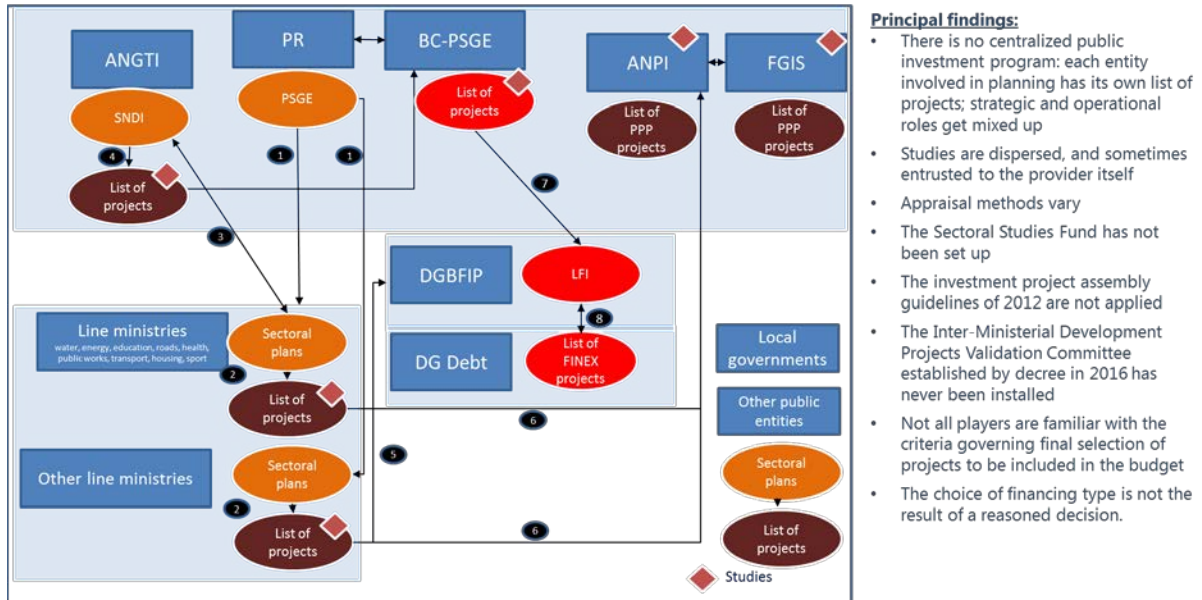 PR
BC-PSGE
ANGTI
ANPI
FGIS
SNDI
PSGE
List of
projects
List of
PPP
projects
List of
PPP
projects
4
1
1
List of
projects
7
3
DGBFIP
LFI
8
DG Debt
List of
FINEX
projects
Line ministries
water, energy, education, roads, health,
public works, transport, housing, sport
Sectoral
plans
2
List of
projects
6
5
Other line ministries
Sectoral
plans
2
List of
projects
6
Local
governments
Other public
entities
Sectoral
plans
List of
projects
Studies
Principal findings:
• There is no centralized public
investment program: each entity
involved in planning has its own list of
projects; strategic and operational
roles get mixed up
• Studies are dispersed, and sometimes
entrusted to the provider itself
• Appraisal methods vary
• The Sectoral Studies Fund has not
been set up
• The investment project assembly
guidelines of 2012 are not applied
• The Inter-Ministerial Development
Projects Validation Committee
established by decree in 2016 has
never been installed
• Not all players are familiar with the
criteria governing final selection of
projects to be included in the budget
• The choice of financing type is not the
result of a reasoned decision.